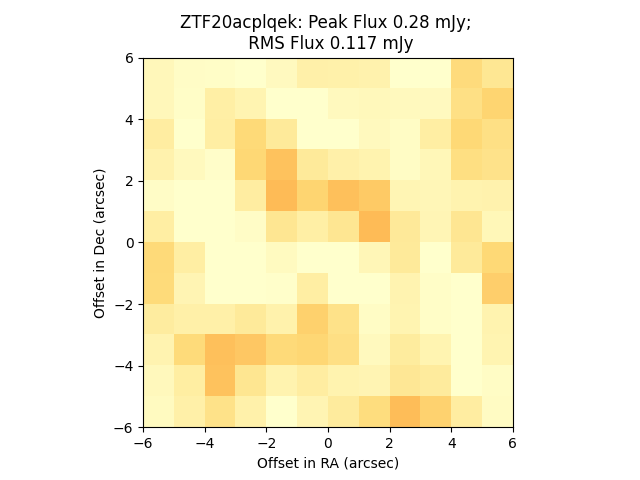 ZTF20acplqek: Peak Flux 0.28 mJy;
RMS Flux 0.117 mJy
6
4
2
0
−2
−4
−6
Offset in Dec (arcsec)
−6 −4 −2 0 2 4 6
Offset in RA (arcsec)